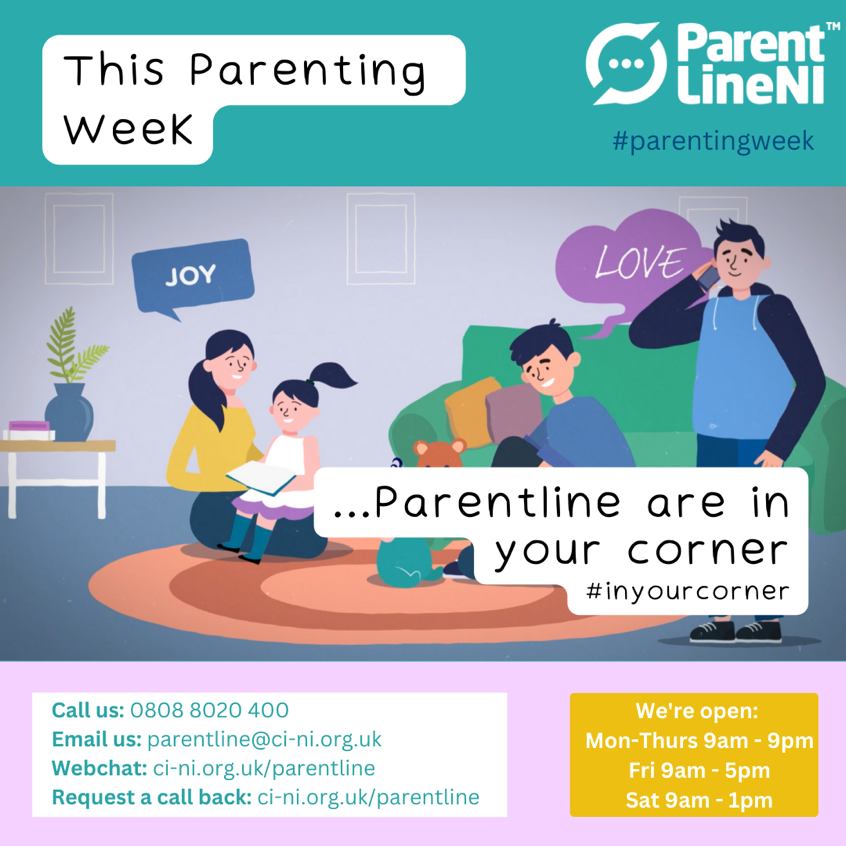 This Parenting
Week
Parent
LineNI
TM
#parentingweek
JOY
LOVE
...Parentline are in
your corner
#inyourcorner
Call us: 0808 8020 400
Email us: parentline@ci-ni.org.uk
Webchat: ci-ni.org.uk/parentline
Request a call back: ci-ni.org.uk/parentline
We're open:
Mon-Thurs 9am - 9pm
Fri 9am - 5pm
Sat 9am - 1pm